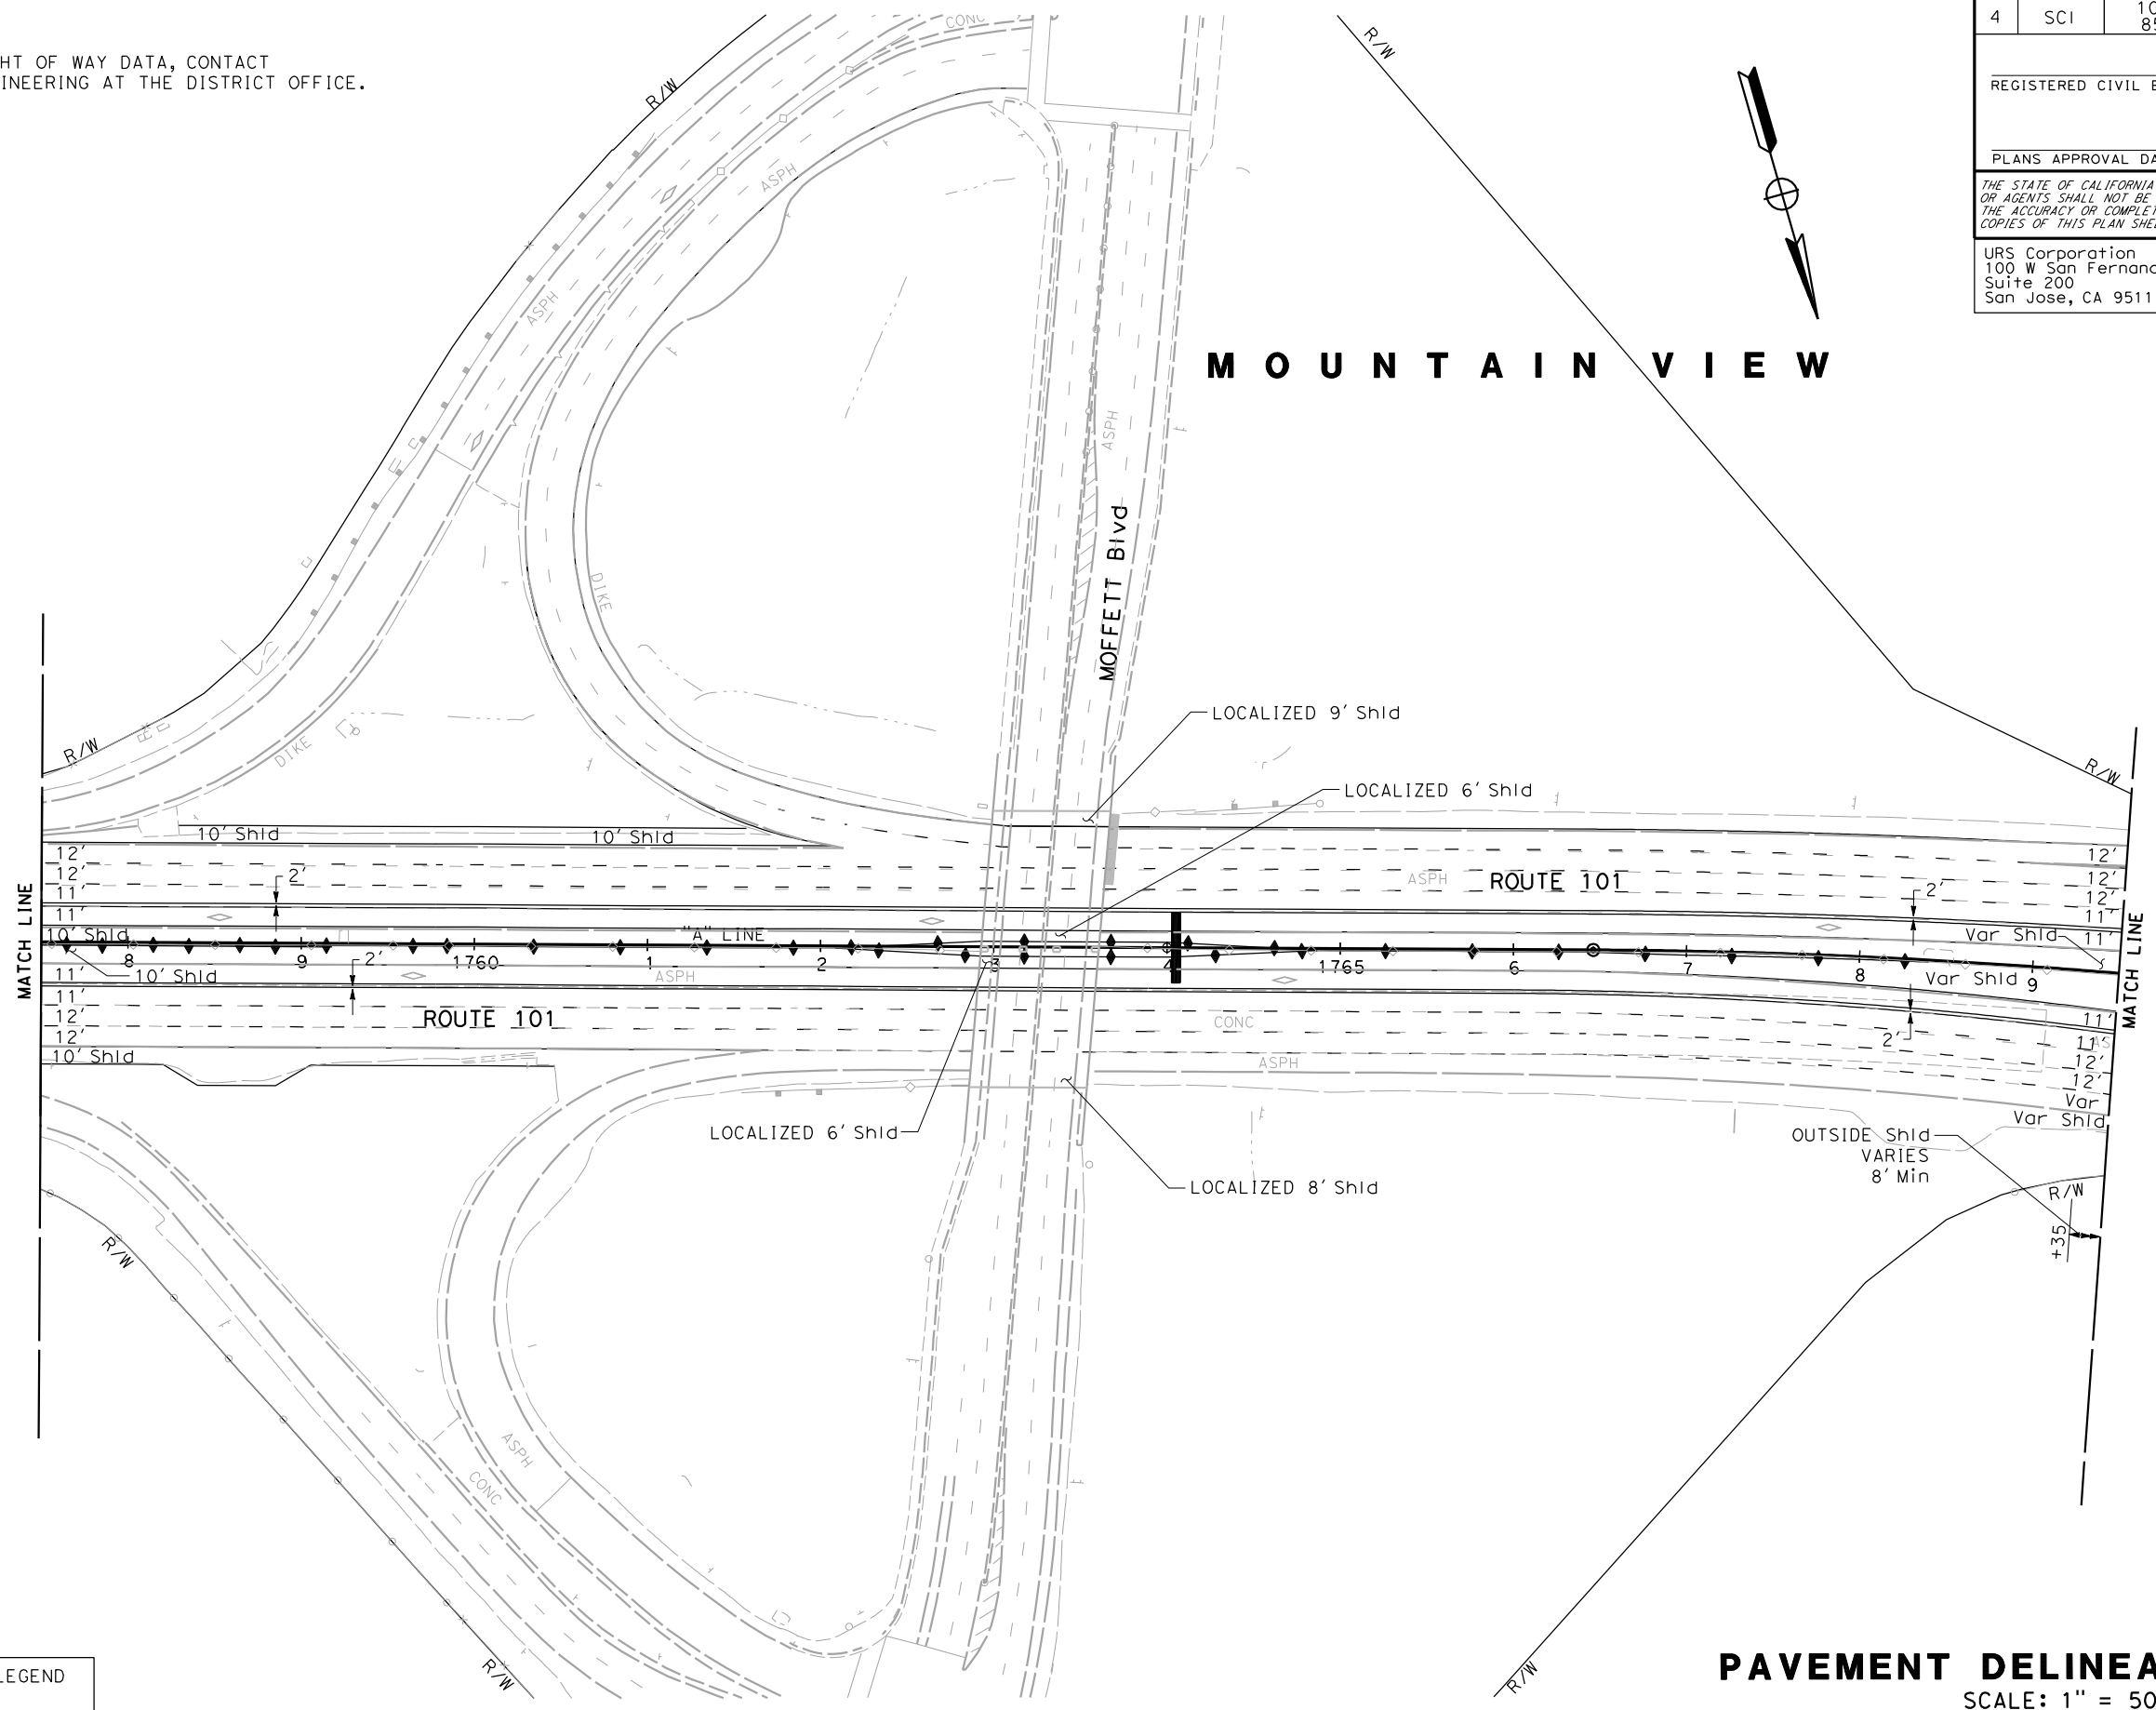 HT OF WAY DATA, CONTACT
INEERING AT THE DISTRICT OFFICE.
4 SCI 10
85
REGISTERED CIVIL E
PLANS APPROVAL DA
THE STATE OF CALIFORNIA
OR AGENTS SHALL NOT BE
THE ACCURACY OR COMPLET
COPIES OF THIS PLAN SHEE
URS Corporation
100 W San Fernand
Suite 200
San Jose, CA 9511
CONC
R/W
R/W
ASPH
ASPH
MOUNTAIN VIEW
ASPH
MOFFETT Blvd
DIKE
DIKE
R/W
R/W
LOCALIZED 9' Shld
LOCALIZED 6' Shld
10' Shld
10' Shld
12'
12'
11'
11'
2'
10' Shld
MATCH LINE
"A" LINE
ASPH
ROUTE 101
12'
12'
12'
11'
11'
2'
Var Shld
MATCH LINE
8
9
1760
1
2
3
4
1765
6
7
8
9
10' Shld
2'
ASPH
Var Shld
11'
11'
12'
12'
10' Shld
ROUTE 101
CONC
ASPH
2'
11'
11'
AS
12'
12'
Var
Var Shld
LOCALIZED 6' Shld
LOCALIZED 8' Shld
OUTSIDE Shld
VARIES
8' Min
R/W
+35
R/W
ASPH
CONC
R/W
R/W
LEGEND
PAVEMENT DELINEA
SCALE: 1" = 50